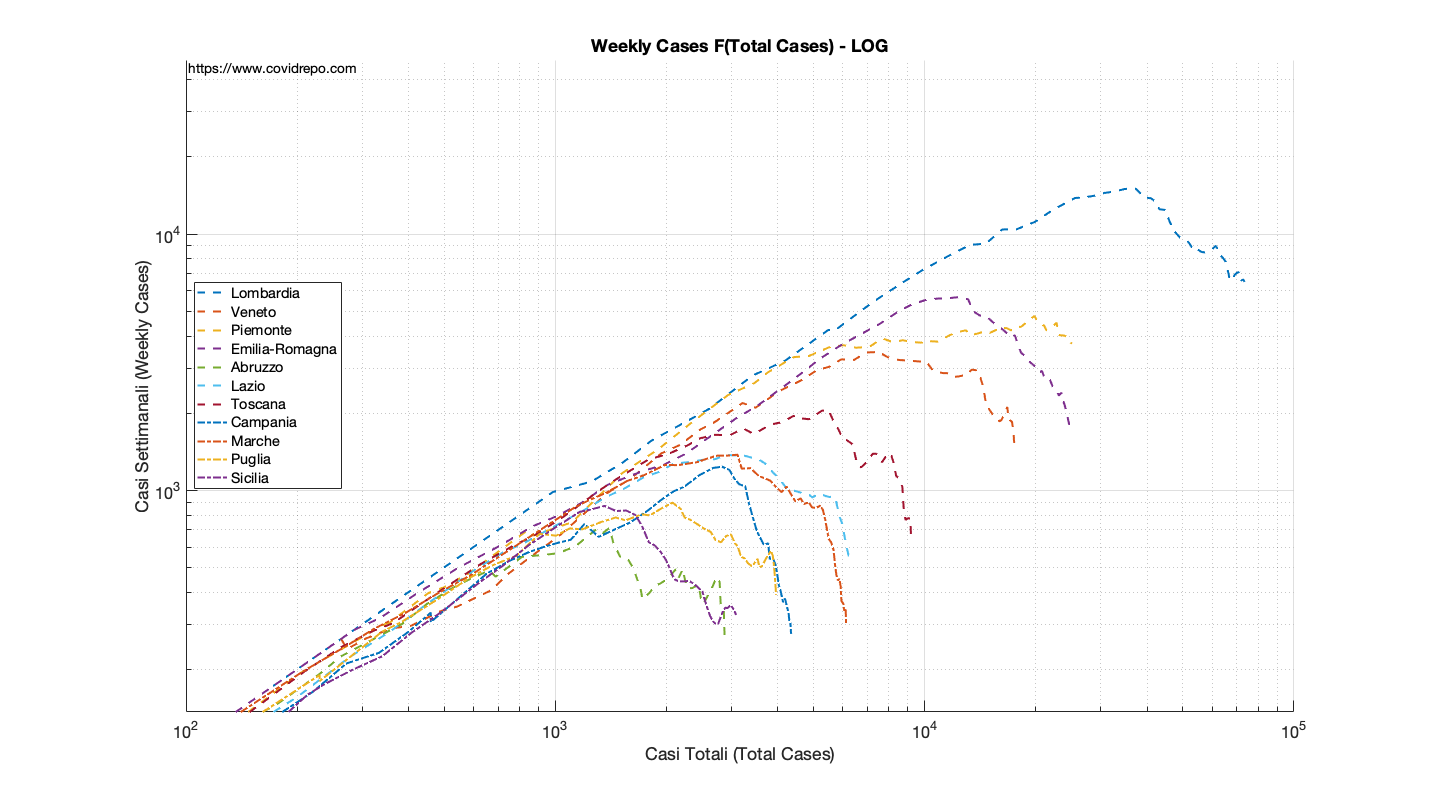 Weekly Cases F(Total Cases) - LOG
https://www.covidrepo.com
10^4
10^3
Casi Settimanali (Weekly Cases)
Lombardia
Veneto
Piemonte
Emilia-Romagna
Abruzzo
Lazio
Toscana
Campania
Marche
Puglia
Sicilia
10^2
10^3
10^4
10^5
Casi Totali (Total Cases)